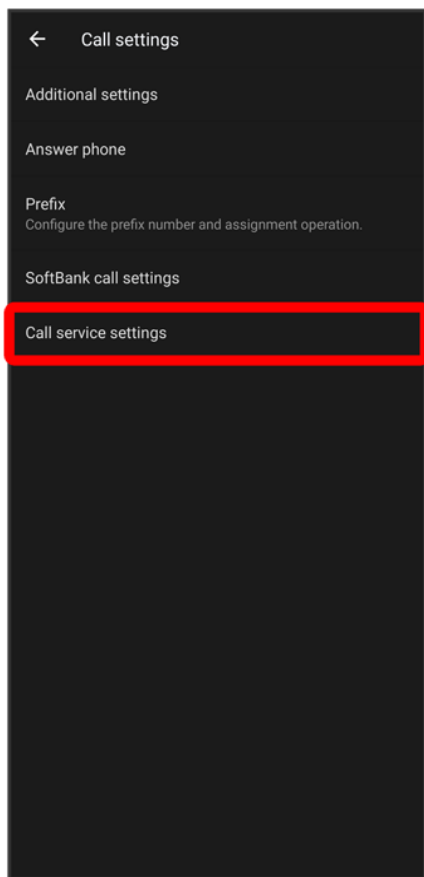 Call settings
Additional settings
Answer phone
Prefix
Configure the prefix number and assignment operation.
SoftBank call settings
Call service settings